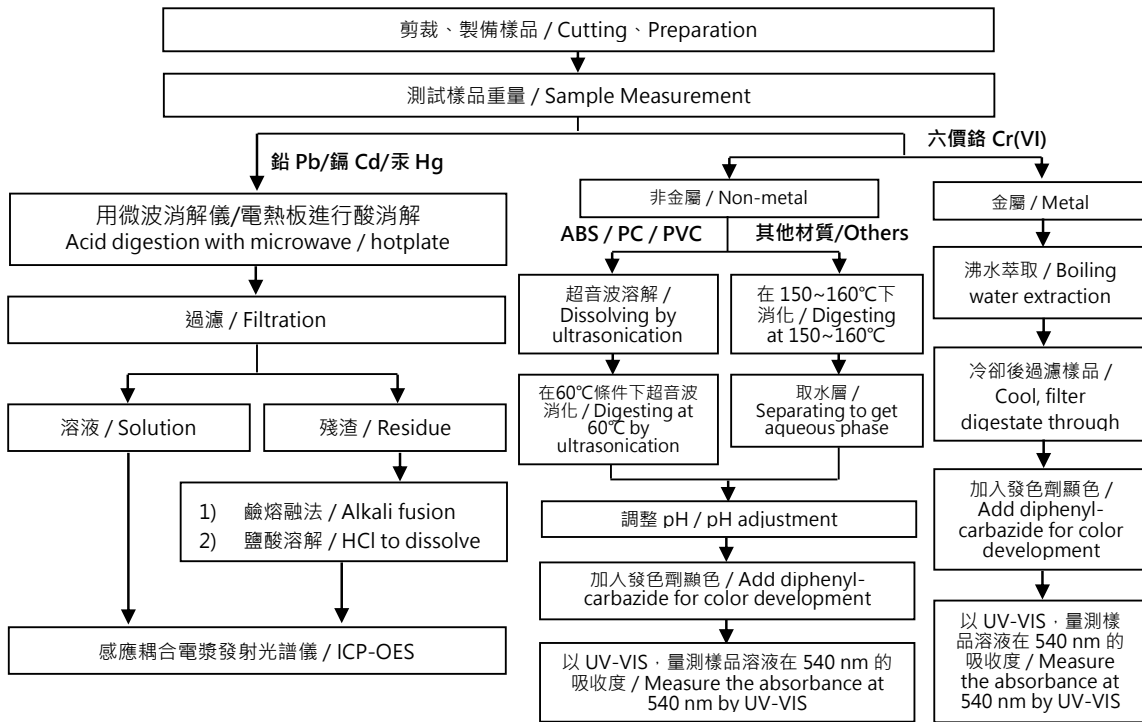 剪裁、製備樣品 / Cutting、Preparation
測試樣品重量 / Sample Measurement
鉛 Pb/鎘 Cd/汞 Hg
六價鉻 Cr(VI)
用微波消解儀/電熱板進行酸消解
Acid digestion with microwave / hotplate
過濾 / Filtration
溶液 / Solution
殘渣 / Residue
1) 鹼熔融法 / Alkali fusion
2) 鹽酸溶解 / HCl to dissolve
感應耦合電漿發射光譜儀 / ICP-OES
非金屬 / Non-metal
ABS / PC / PVC
其他材質/Others
超音波溶解 /
Dissolving by
ultrasonication
在60℃條件下超音波
消化 / Digesting at
60℃ by
ultrasonication
在 150~160℃下
消化 / Digesting
at 150~160℃
取水層 /
Separating to get
aqueous phase
調整 pH / pH adjustment
加入發色劑顯色 / Add diphenyl-
carbazide for color development
以 UV-VIS，量測樣品溶液在 540 nm 的
吸收度 / Measure the absorbance at
540 nm by UV-VIS
金屬 / Metal
沸水萃取 / Boiling
water extraction
冷卻後過濾樣品 /
Cool, filter
digestate through
加入發色劑顯色 /
Add diphenyl-
carbazide for color
development
以 UV-VIS，量測樣
品溶液在 540 nm 的
吸收度 / Measure
the absorbance at
540 nm by UV-VIS